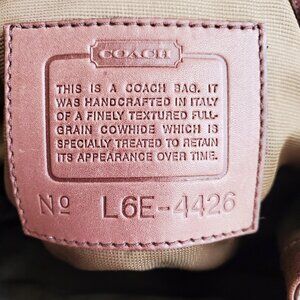 COACH
THIS IS A COACH BAG. IT
WAS HANDCRAFTED IN ITALY
OF A FINELY TEXTURED FULL-
GRAIN COWHIDE WHICH IS
SPECIALLY TREATED TO RETAIN
ITS APPEARANCE OVER TIME.
No L6E-4426